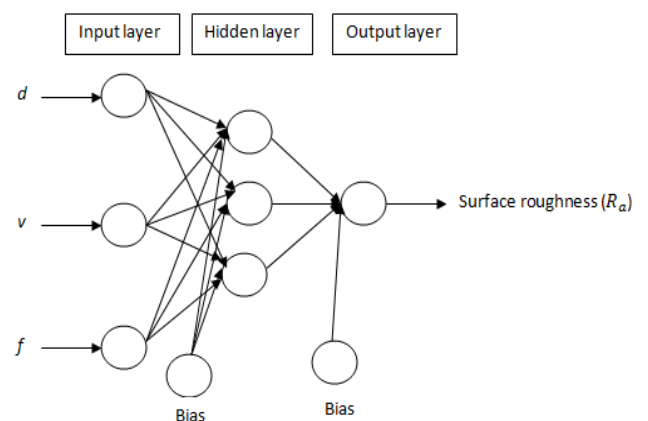 Input layer
Hidden layer
Output layer
d
v
Surface roughness (Ra)
f
Bias
Bias